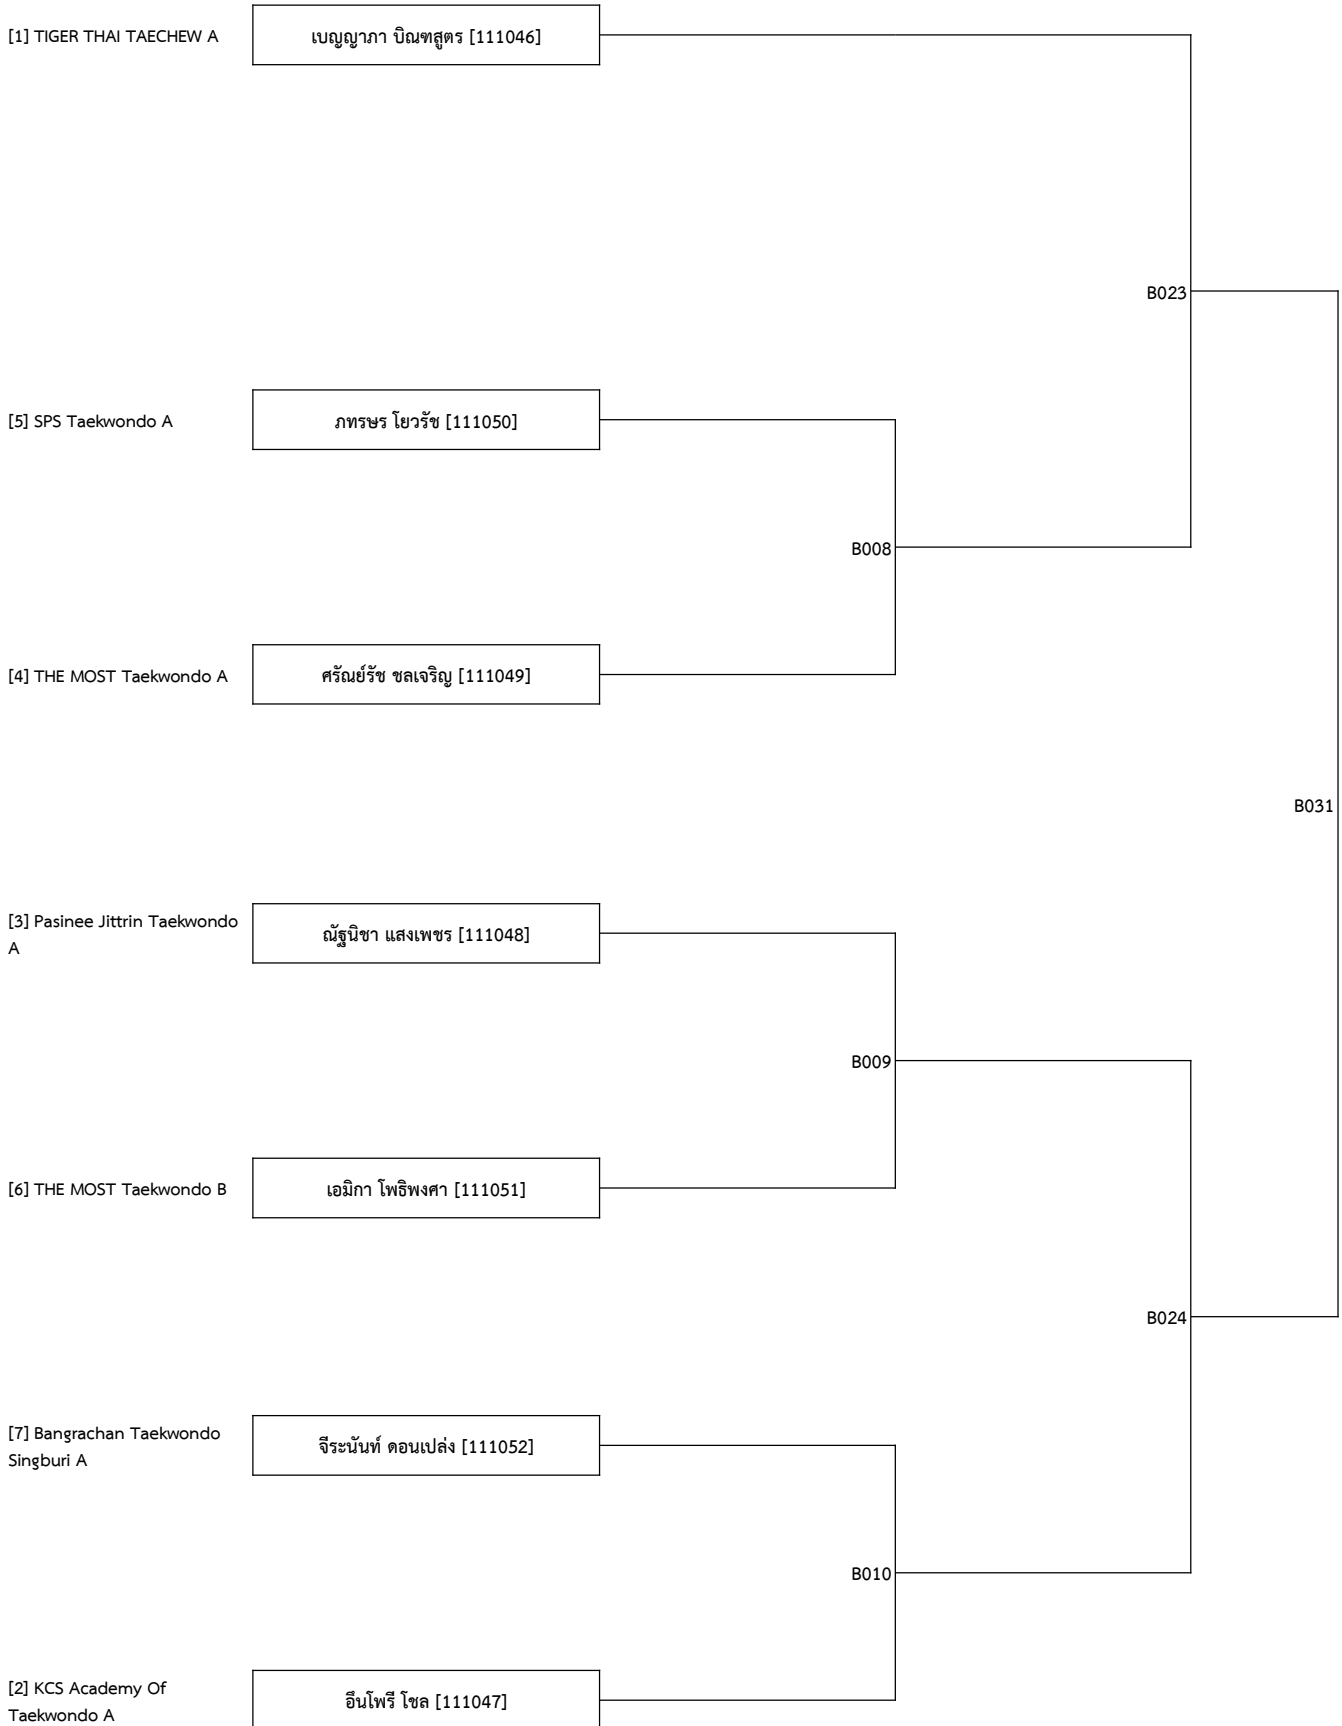 [1] TIGER THAI TAECHEW A
เบญญาภา บิณฑสูตร [111046]
B023
[5] SPS Taekwondo A
ภทรษร โยวรัช [111050]
B008
[4] THE MOST Taekwondo A
ศรัณย์รัช ชลเจริญ [111049]
B031
[3] Pasinee Jittrin Taekwondo
A
ณัฐนิชา แสงเพชร [111048]
B009
[6] THE MOST Taekwondo B
เอมิกา โพธิพงศา [111051]
B024
[7] Bangrachan Taekwondo
Singburi A
จีระนันท์ ดอนเปล่ง [111052]
B010
[2] KCS Academy Of
Taekwondo A
อึนโพรี โชล [111047]